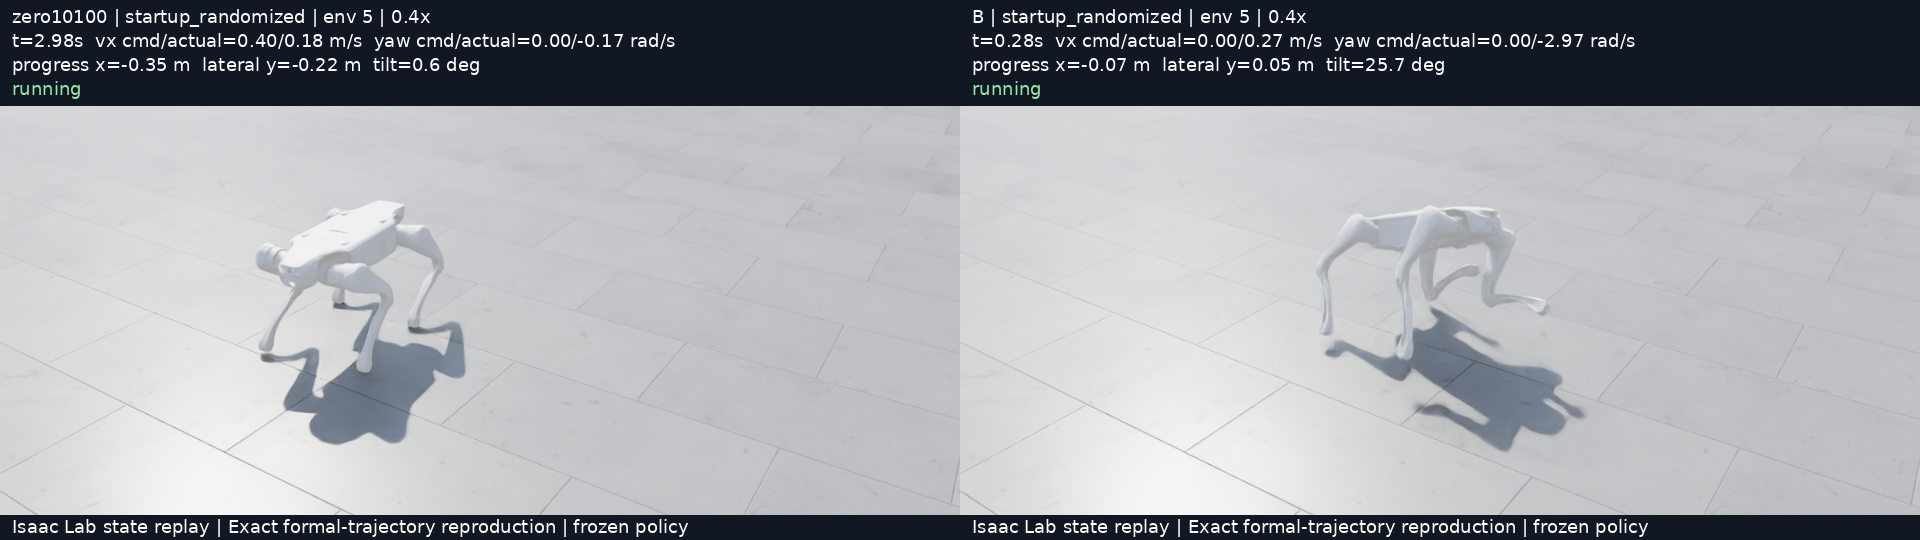 zero10100 | startup_randomized | env 5 | 0.4x
t=2.98s  vx cmd/actual=0.40/0.18 m/s  yaw cmd/actual=0.00/-0.17 rad/s
progress x=-0.35 m  lateral y=-0.22 m  tilt=0.6 deg
running
Isaac Lab state replay | Exact formal-trajectory reproduction | frozen policy
B | startup_randomized | env 5 | 0.4x
t=0.28s  vx cmd/actual=0.00/0.27 m/s  yaw cmd/actual=0.00/-2.97 rad/s
progress x=-0.07 m  lateral y=0.05 m  tilt=25.7 deg
running
Isaac Lab state replay | Exact formal-trajectory reproduction | frozen policy